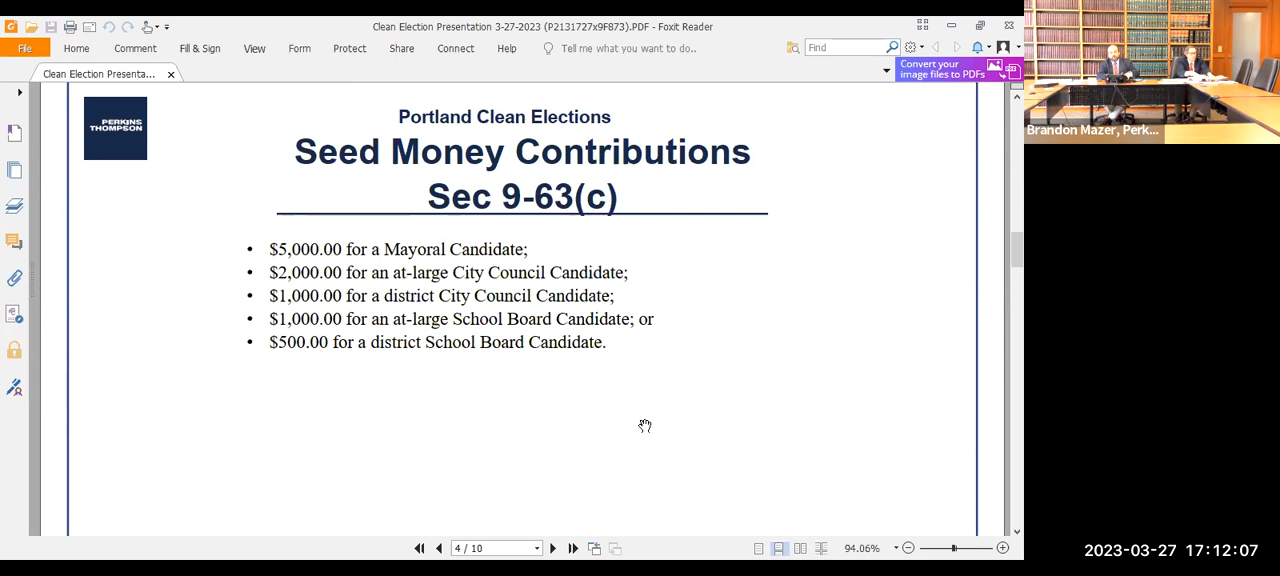 Clean Election Presentation 3-27-2023 (P2131727x9F873).PDF - Foxit Reader
File Home Comment Fill & Sign View Form Protect Share Connect Help Tell me what you want to do.. Find
Clean Election Presenta...
Convert your
image files to PDFs
PERKINS
THOMPSON
Portland Clean Elections
Seed Money Contributions
Sec 9-63(c)
• $5,000.00 for a Mayoral Candidate;
• $2,000.00 for an at-large City Council Candidate;
• $1,000.00 for a district City Council Candidate;
• $1,000.00 for an at-large School Board Candidate; or
• $500.00 for a district School Board Candidate.
4 / 10
94.06%
Brandon Mazer, Perk...
2023-03-27 17:12:07